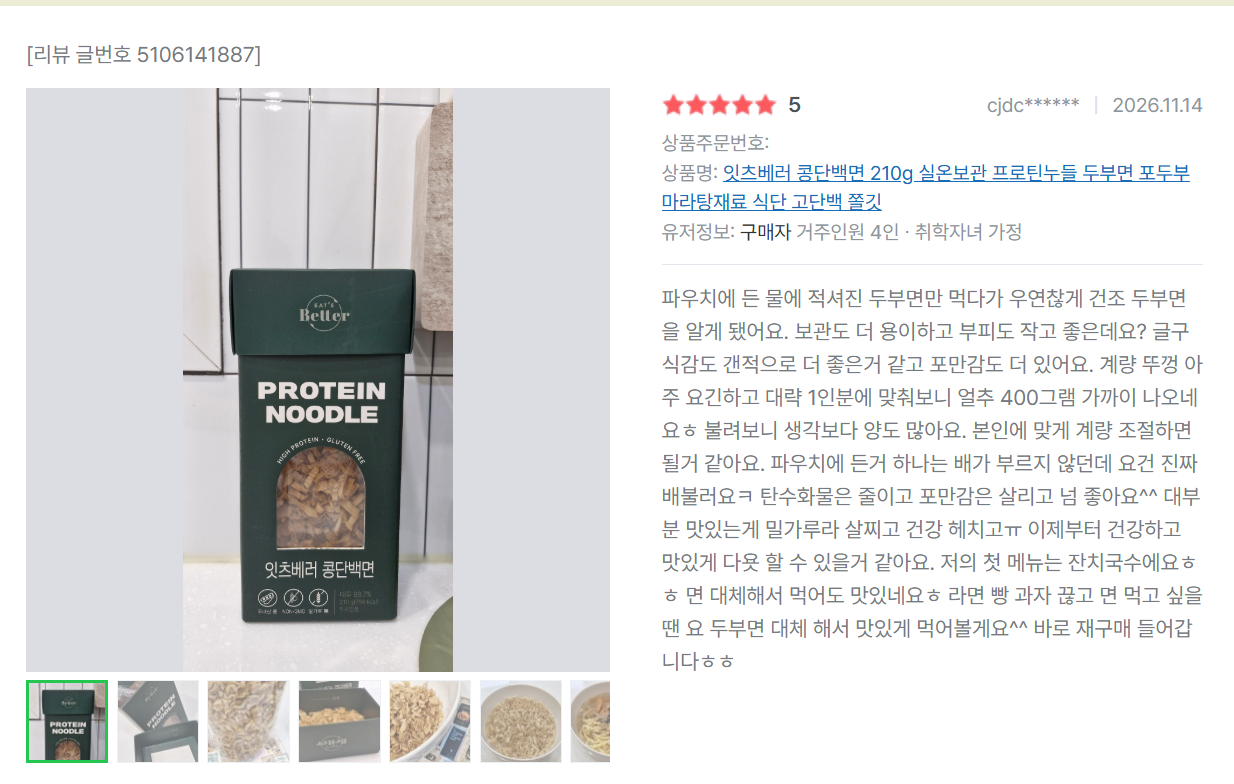 [리뷰 글번호 5106141887]
5
cjdc****** | 2026.11.14
상품주문번호:
상품명: 잇츠베러 콩단백면 210g 실온보관 프로틴누들 두부면 포두부
마라탕재료 식단 고단백 쫄깃
유저정보: 구매자 거주인원 4인 · 취학자녀 가정
파우치에 든 물에 적셔진 두부면만 먹다가 우연찮게 건조 두부면
을 알게 됐어요. 보관도 더 용이하고 부피도 작고 좋은데요? 글구
식감도 갠적으로 더 좋은거 같고 포만감도 더 있어요. 계량 뚜껑 아
주 요긴하고 대략 1인분에 맞춰보니 얼추 400그램 가까이 나오네
요ㅎ 불려보니 생각보다 양도 많아요. 본인에 맞게 계량 조절하면
될거 같아요. 파우치에 든거 하나는 배가 부르지 않던데 요건 진짜
배불러요ㅋ 탄수화물은 줄이고 포만감은 살리고 넘 좋아요^^ 대부
분 맛있는게 밀가루라 살찌고 건강 헤치고ㅠ 이제부터 건강하고
맛있게 다욧 할 수 있을거 같아요. 저의 첫 메뉴는 잔치국수에요ㅎ
ㅎ 면 대체해서 먹어도 맛있네요ㅎ 라면 빵 과자 끊고 면 먹고 싶을
땐 요 두부면 대체 해서 맛있게 먹어볼게요^^ 바로 재구매 들어갑
니다ㅎㅎ
EAT'S
Better
PROTEIN
NOODLE
HIGH PROTEIN · GLUTEN FREE
잇츠베러 콩단백면
NON-GMO
PROTEIN
NOODLE